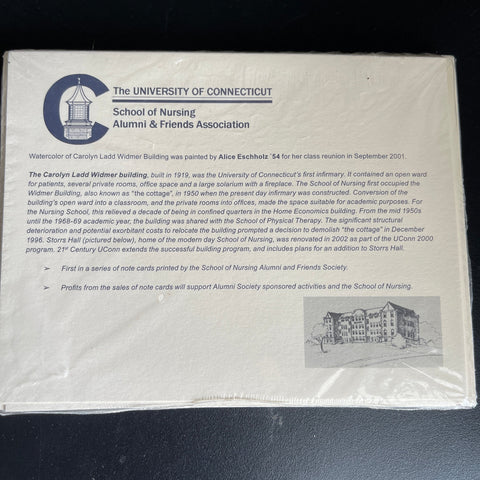 The UNIVERSITY OF CONNECTICUT
School of Nursing
Alumni & Friends Association
Watercolor of Carolyn Ladd Widmer Building was painted by Alice Eschholz ´54 for her class reunion in September 2001.
The Carolyn Ladd Widmer building, built in 1919, was the University of Connecticut's first infirmary. It contained an open ward
for patients, several private rooms, office space and a large solarium with a fireplace. The School of Nursing first occupied the
Widmer Building, also known as "the cottage", in 1950 when the present day infirmary was constructed. Conversion of the
building's open ward into a classroom, and the private rooms into offices, made the space suitable for academic purposes. For
the Nursing School, this relieved a decade of being in confined quarters in the Home Economics building. From the mid 1950s
until the 1968-69 academic year, the building was shared with the School of Physical Therapy. The significant structural
deterioration and potential exorbitant costs to relocate the building prompted a decision to demolish "the cottage" in December
1996. Storrs Hall (pictured below), home of the modern day School of Nursing, was renovated in 2002 as part of the UConn 2000
program. 21st Century UConn extends the successful building program, and includes plans for an addition to Storrs Hall.
➢ First in a series of note cards printed by the School of Nursing Alumni and Friends Society.
➢ Profits from the sales of note cards will support Alumni Society sponsored activities and the School of Nursing.